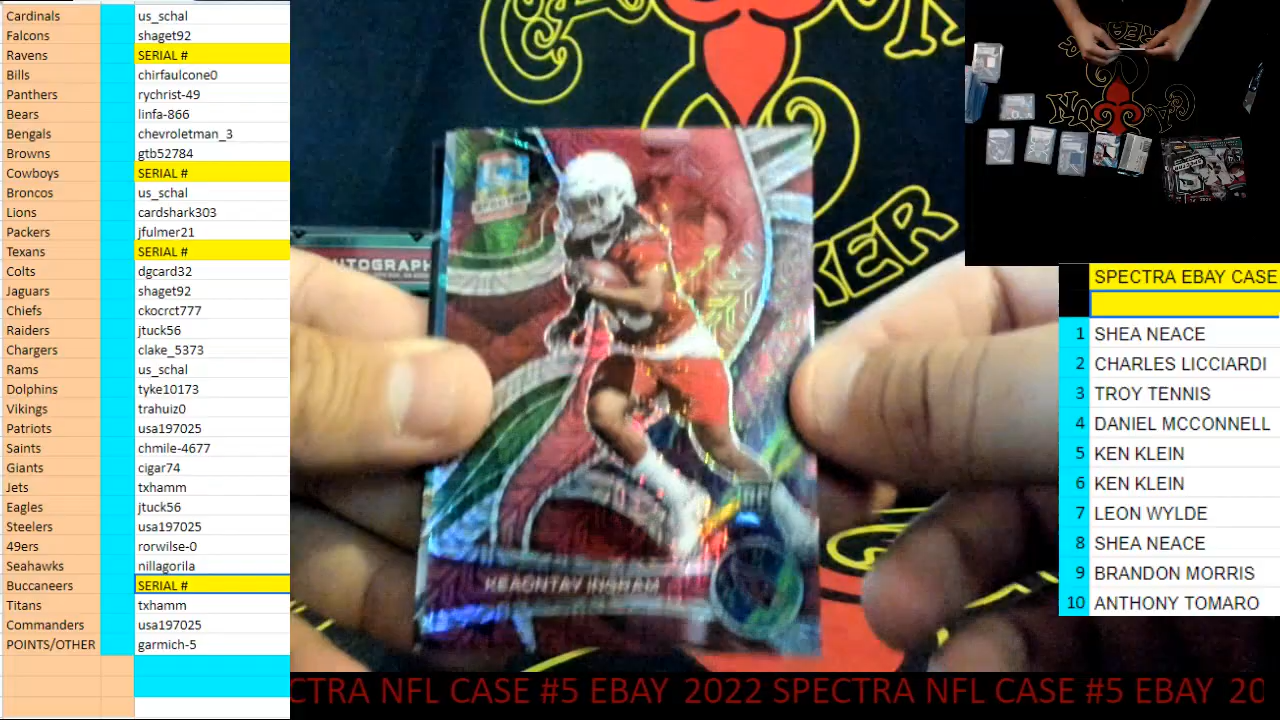 Cardinals us_schal
Falcons shaget92
Ravens SERIAL #
Bills chirfaulcone0
Panthers rychrist-49
Bears linfa-866
Bengals chevroletman_3
Browns gtb52784
Cowboys SERIAL #
Broncos us_schal
Lions cardshark303
Packers jfulmer21
Texans SERIAL #
Colts dgcard32
Jaguars shaget92
Chiefs ckocrct777
Raiders jtuck56
Chargers clake_5373
Rams us_schal
Dolphins tyke10173
Vikings trahuiz0
Patriots usa197025
Saints chmile-4677
Giants cigar74
Jets txhamm
Eagles jtuck56
Steelers usa197025
49ers rorwilse-0
Seahawks nillagorila
Buccaneers SERIAL #
Titans txhamm
Commanders usa197025
POINTS/OTHER garmich-5
UTOGRAPH
SPECTRA
KEAONTAY INGRAM
KER
SPECTRA EBAY CASE
1 SHEA NEACE
2 CHARLES LICCIARDI
3 TROY TENNIS
4 DANIEL MCCONNELL
5 KEN KLEIN
6 KEN KLEIN
7 LEON WYLDE
8 SHEA NEACE
9 BRANDON MORRIS
10 ANTHONY TOMARO
CTRA NFL CASE #5 EBAY 2022 SPECTRA NFL CASE #5 EBAY 20